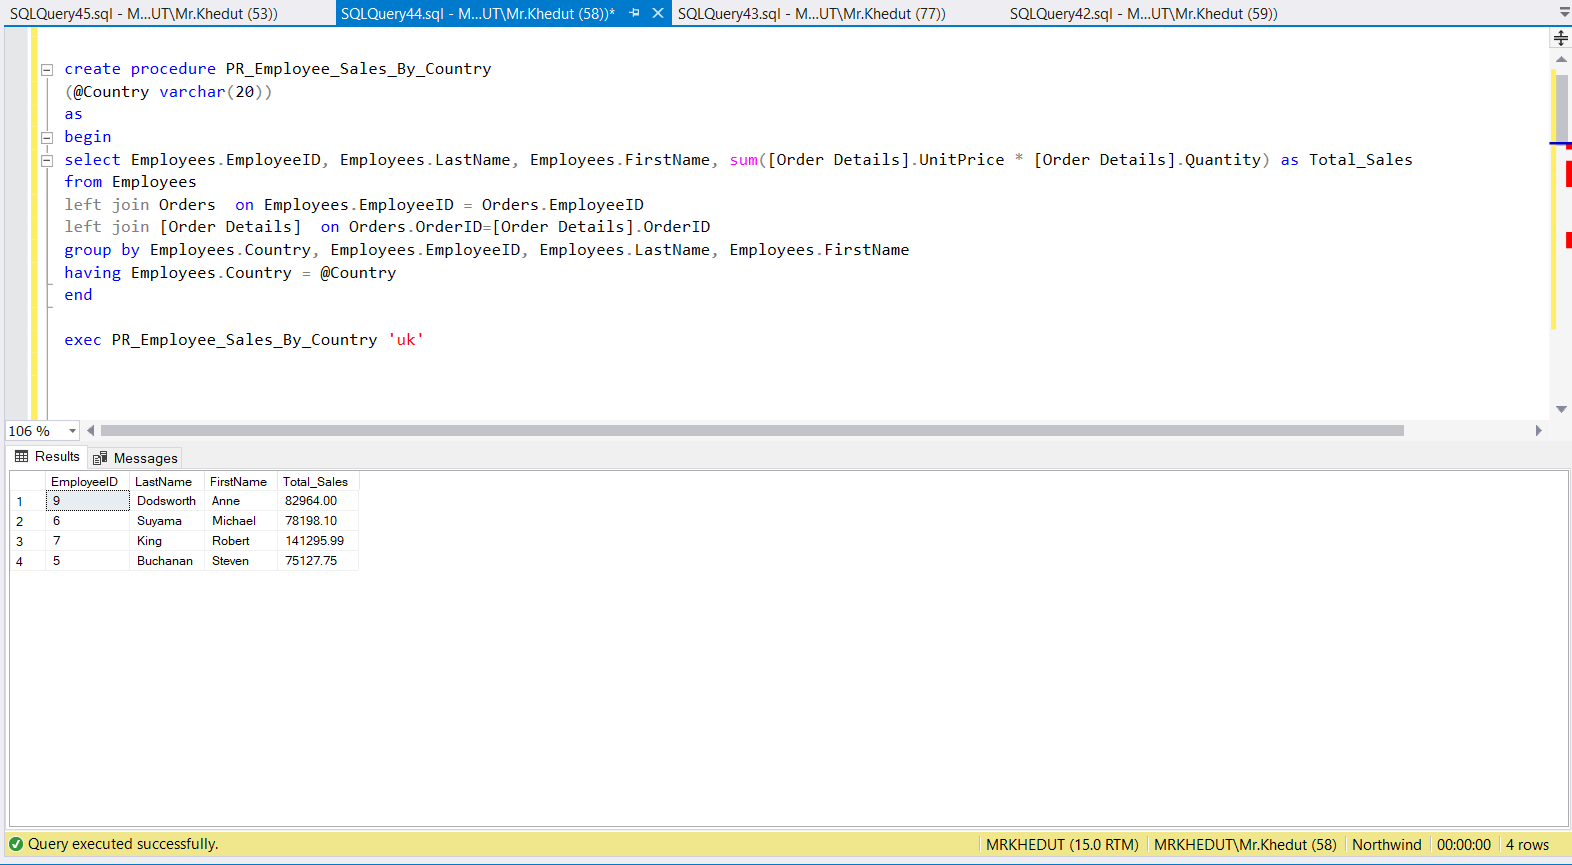 SQLQuery45.sql - M...UT\Mr.Khedut (53))
SQLQuery44.sql - M...UT\Mr.Khedut (58))*
SQLQuery43.sql - M...UT\Mr.Khedut (77))
SQLQuery42.sql - M...UT\Mr.Khedut (59))
create procedure PR_Employee_Sales_By_Country
(@Country varchar(20))
as
begin
select Employees.EmployeeID, Employees.LastName, Employees.FirstName, sum([Order Details].UnitPrice * [Order Details].Quantity) as Total_Sales
from Employees
left join Orders  on Employees.EmployeeID = Orders.EmployeeID
left join [Order Details]  on Orders.OrderID=[Order Details].OrderID
group by Employees.Country, Employees.EmployeeID, Employees.LastName, Employees.FirstName
having Employees.Country = @Country
end
exec PR_Employee_Sales_By_Country 'uk'
106 %
Results Messages
EmployeeID LastName FirstName Total_Sales
1 9 Dodsworth Anne 82964.00
2 6 Suyama Michael 78198.10
3 7 King Robert 141295.99
4 5 Buchanan Steven 75127.75
Query executed successfully. MRKHEDUT (15.0 RTM) MRKHEDUT\Mr.Khedut (58) Northwind 00:00:00 4 rows